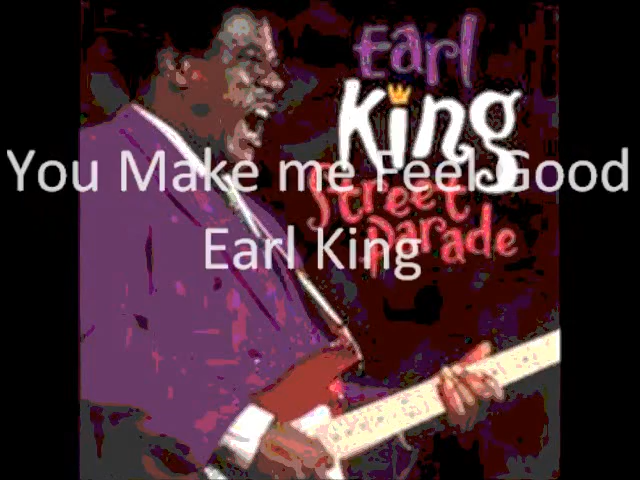 Earl
King
You Make me Feel Good
Street
Earl King
Parade